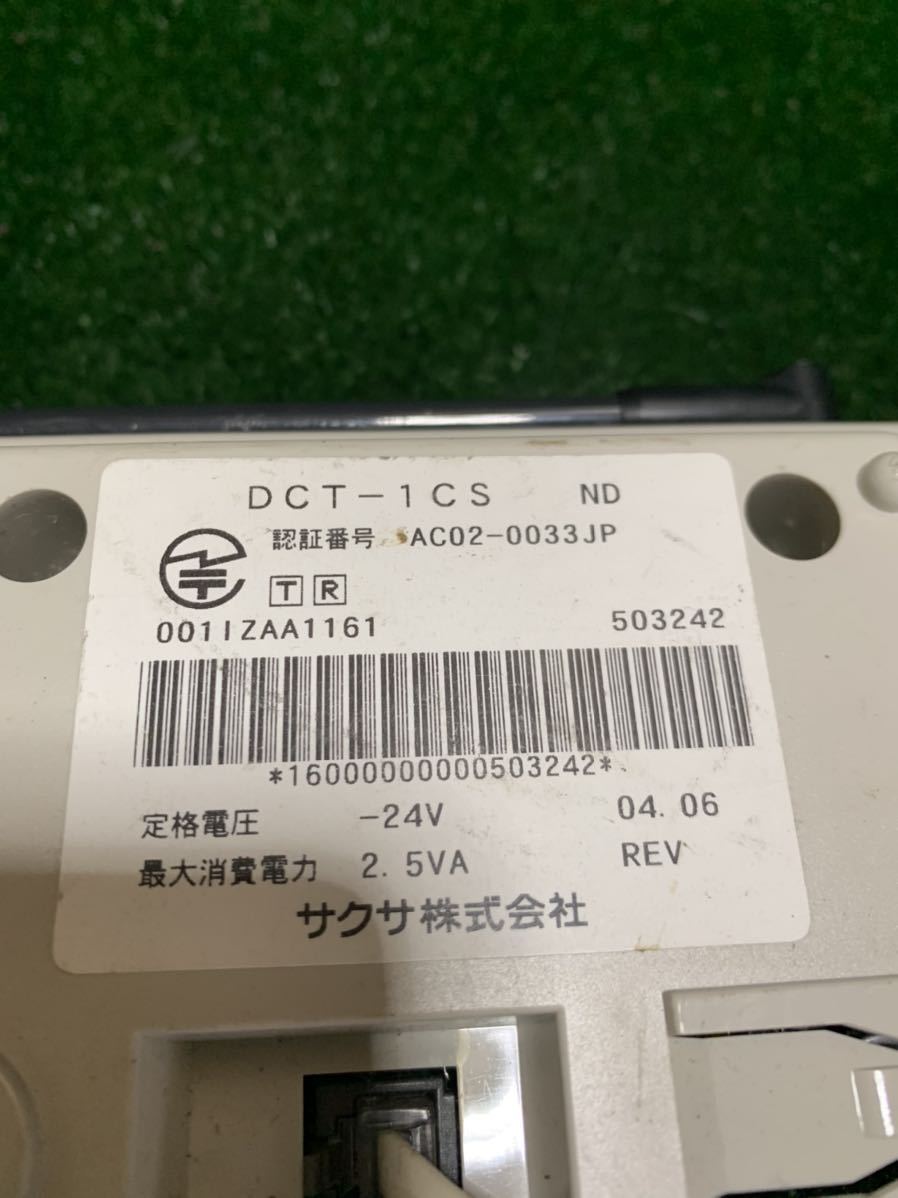 DCT-1CS ND
認証番号 AC02-0033JP
T R
001IZAA1161 503242
*16000000000503242*
定格電圧 -24V 04.06
最大消費電力 2.5VA REV
サクサ株式会社